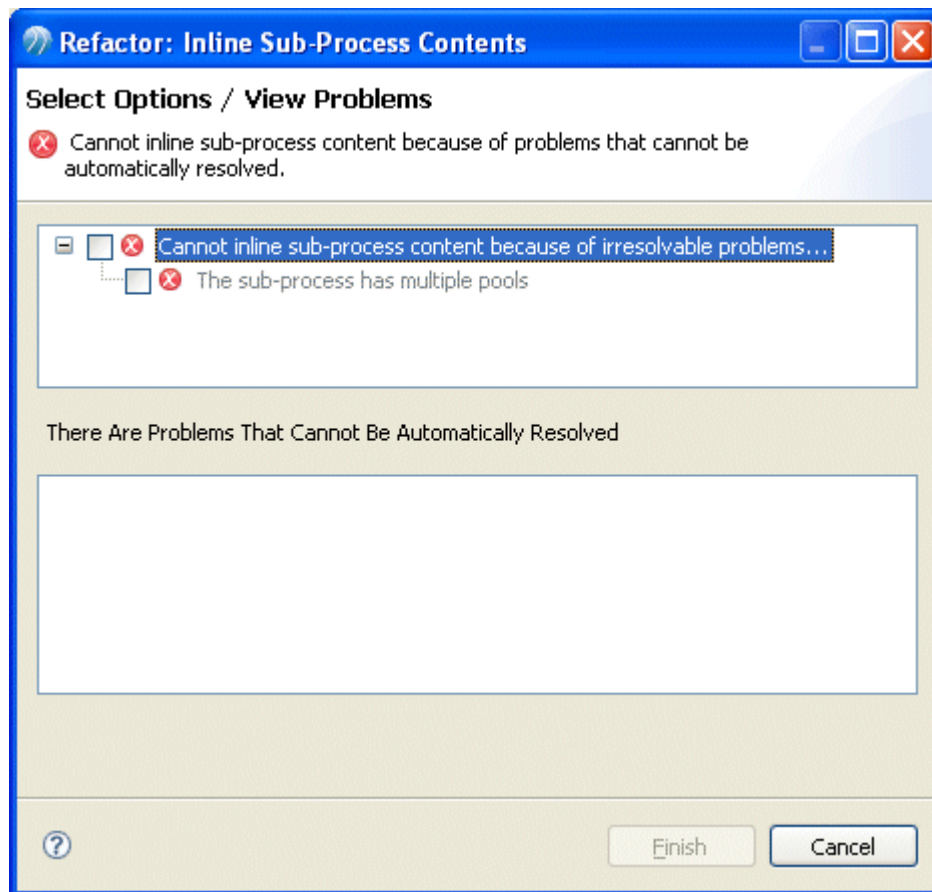 Refactor: Inline Sub-Process Contents
Select Options / View Problems
Cannot inline sub-process content because of problems that cannot be
automatically resolved.
Cannot inline sub-process content because of irresolvable problems...
The sub-process has multiple pools
There Are Problems That Cannot Be Automatically Resolved
Finish Cancel